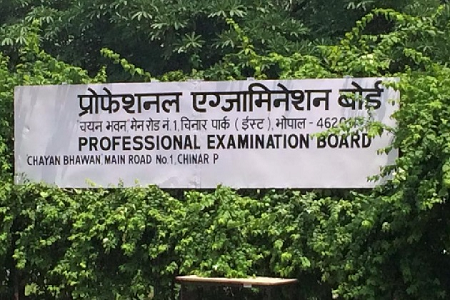 प्रोफेशनल एग्जामिनेशन बोर्ड
चयन भवन, मेन रोड नं. 1, चिनार पार्क ( ईस्ट ), भोपाल - 4620
PROFESSIONAL EXAMINATION BOARD
CHAYAN BHAWAN, MAIN ROAD No. 1, CHINAR P